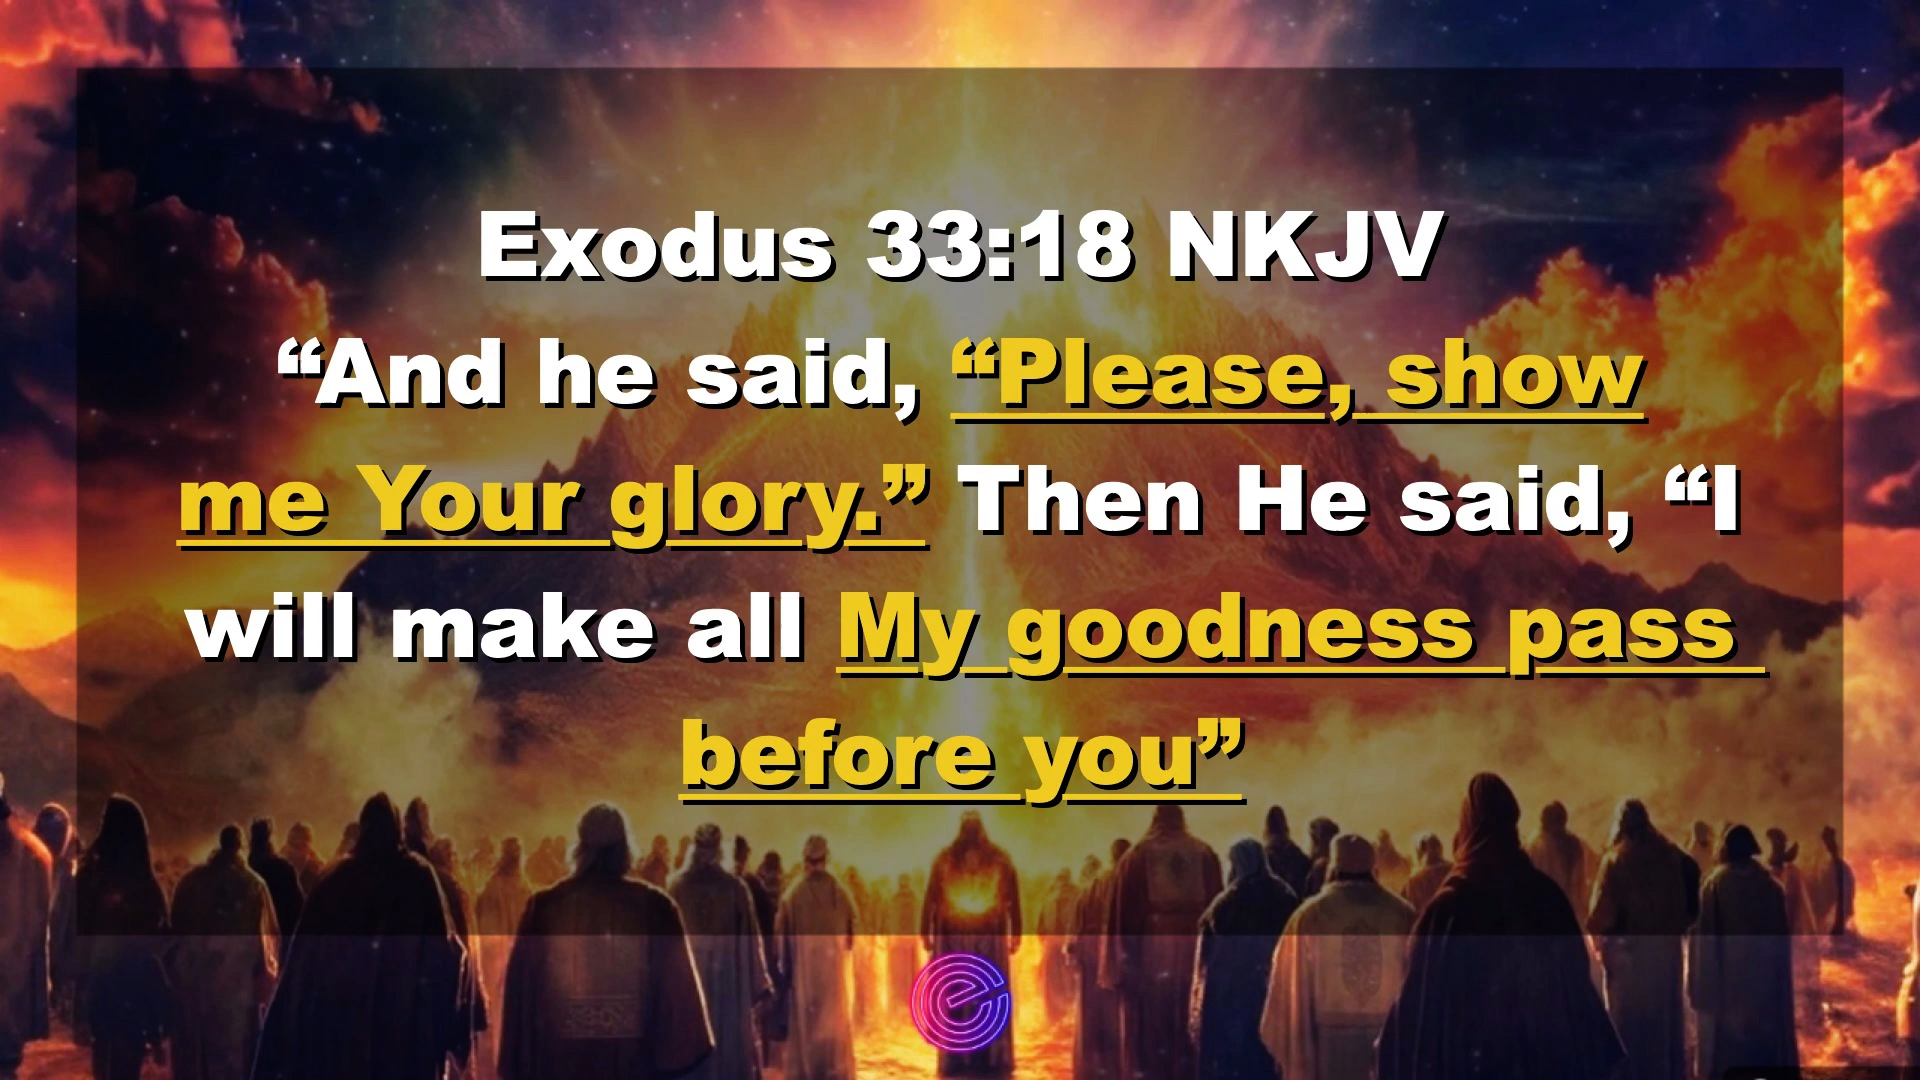 Exodus 33:18 NKJV
“And he said, “Please, show
me Your glory.” Then He said, “I
will make all My goodness pass
before you”